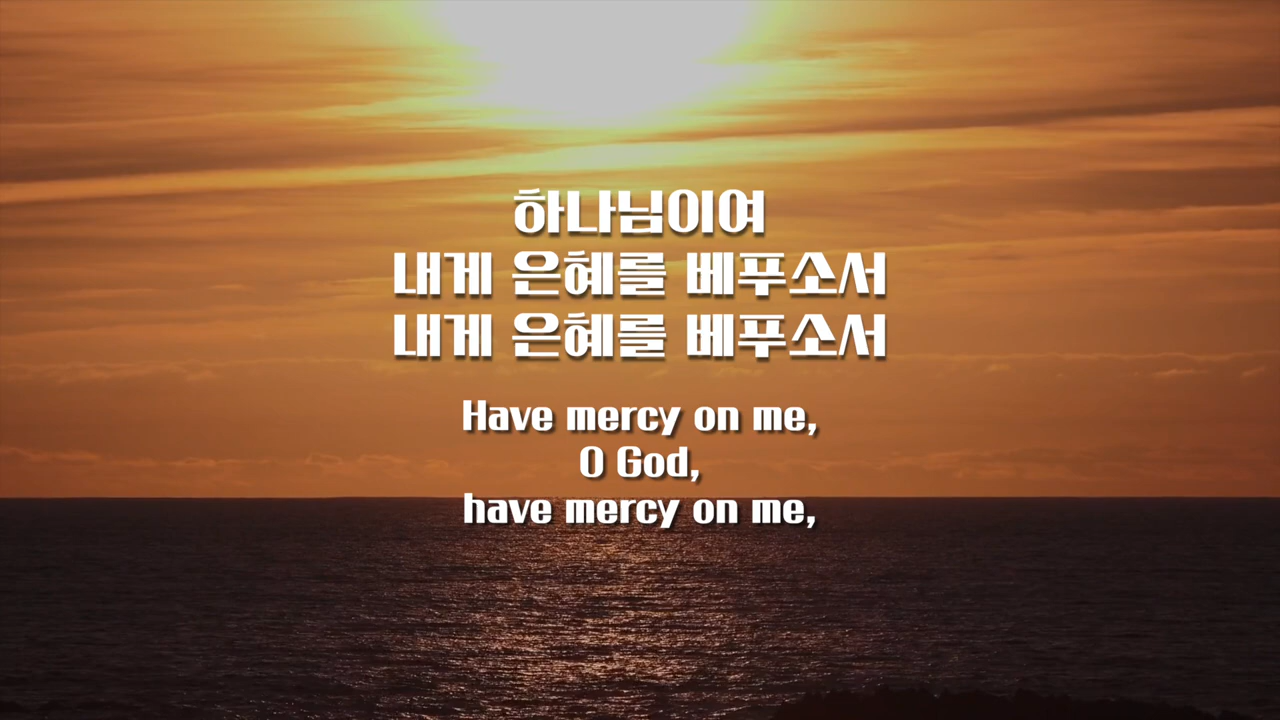 하나님이여
내게 은혜를 베푸소서
내게 은혜를 베푸소서
Have mercy on me,
O God,
have mercy on me,